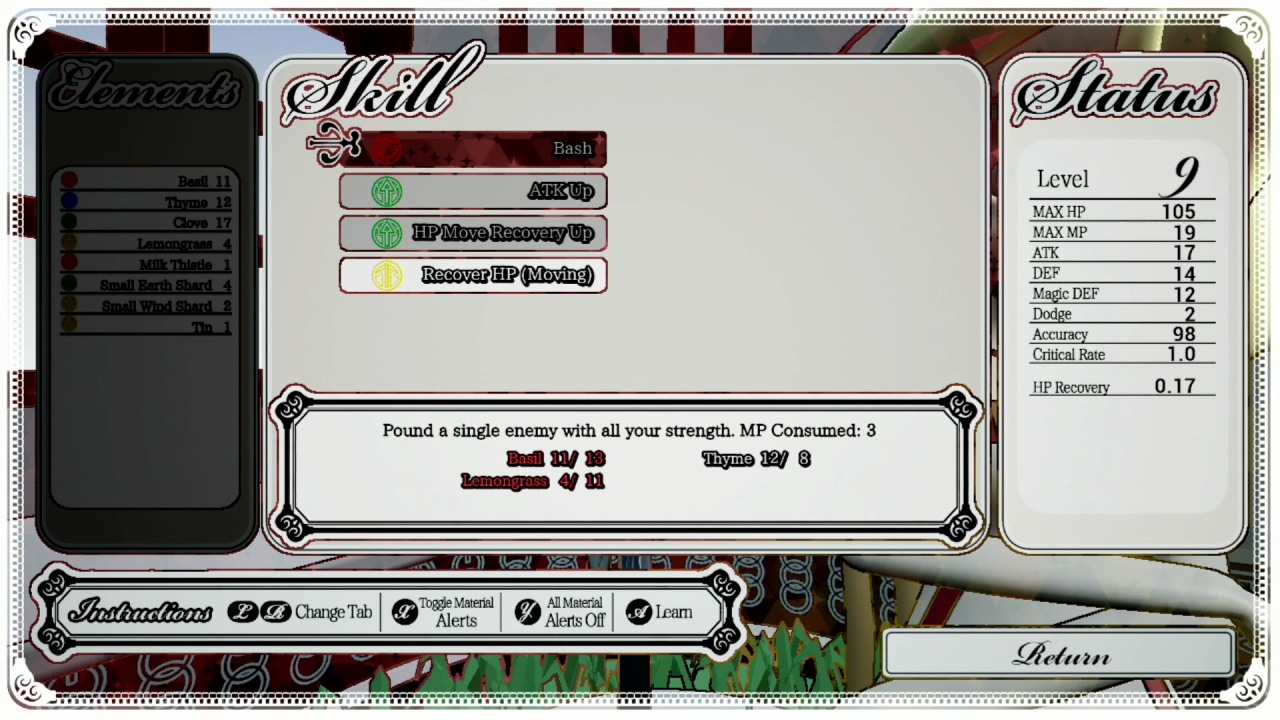 Elements
Basil 11
Thyme 12
Clove 17
Lemongrass 4
Milk Thistle 1
Small Earth Shard 4
Small Wind Shard 2
Tin 1
Skill
Bash
ATK Up
HP Move Recovery Up
Recover HP (Moving)
Pound a single enemy with all your strength. MP Consumed: 3
Basil 11/ 13 Thyme 12/ 8
Lemongrass 4/ 11
Status
Level 9
MAX HP 105
MAX MP 19
ATK 17
DEF 14
Magic DEF 12
Dodge 2
Accuracy 98
Critical Rate 1.0
HP Recovery 0.17
Instructions L R Change Tab X Toggle Material Alerts Y All Material Alerts Off A Learn
Return